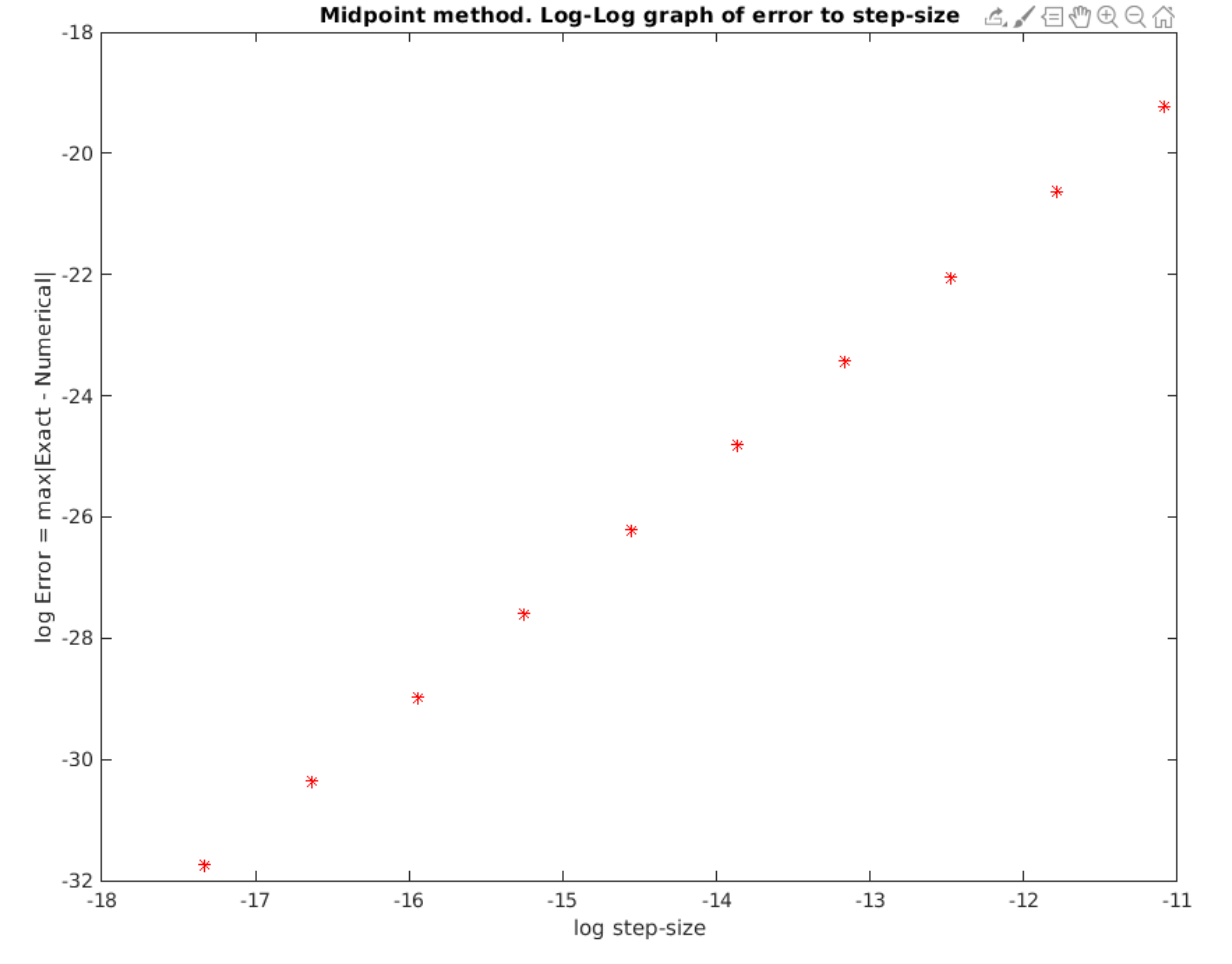 Midpoint method. Log-Log graph of error to step-size
-18
-20
-22
-24
-26
-28
-30
-32
log Error = max|Exact - Numerical|
-18 -17 -16 -15 -14 -13 -12 -11
log step-size